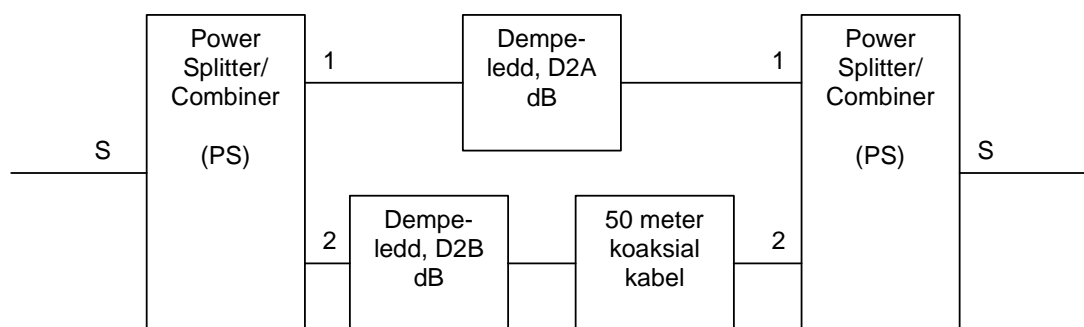 Power
Splitter/
Combiner
(PS)
S
1
2
Dempe-
ledd, D2A
dB
Dempe-
ledd, D2B
dB
50 meter
koaksial
kabel
1
2
Power
Splitter/
Combiner
(PS)
S